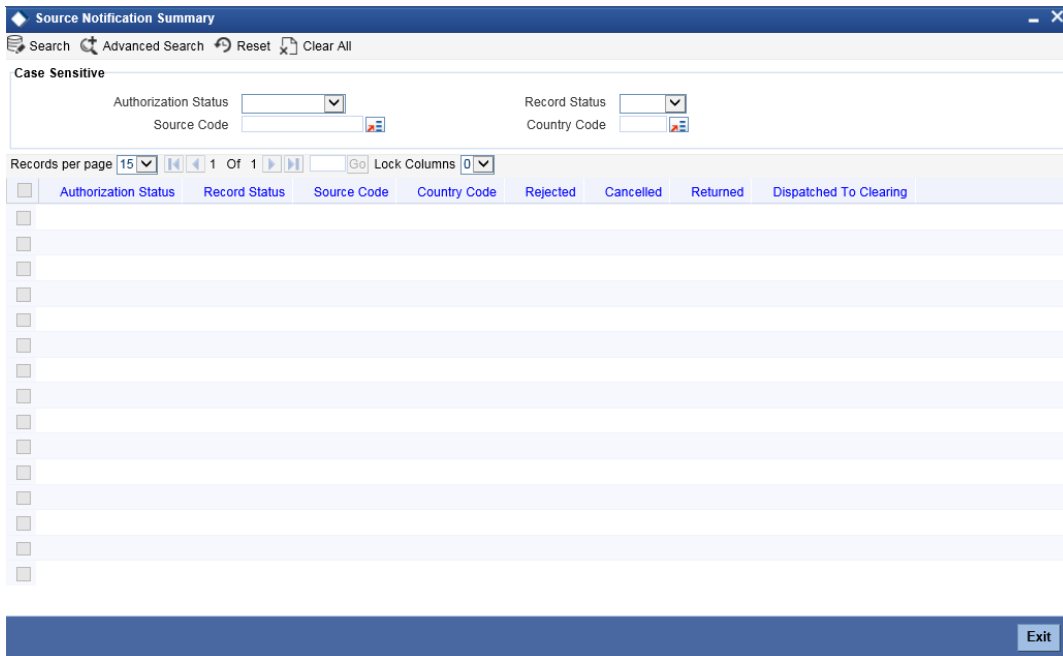 Source Notification Summary
Search Advanced Search Reset Clear All
Case Sensitive
Authorization Status Record Status
Source Code Country Code
Records per page 15 1 Of 1 Go Lock Columns 0
Authorization Status Record Status Source Code Country Code Rejected Cancelled Returned Dispatched To Clearing
Exit